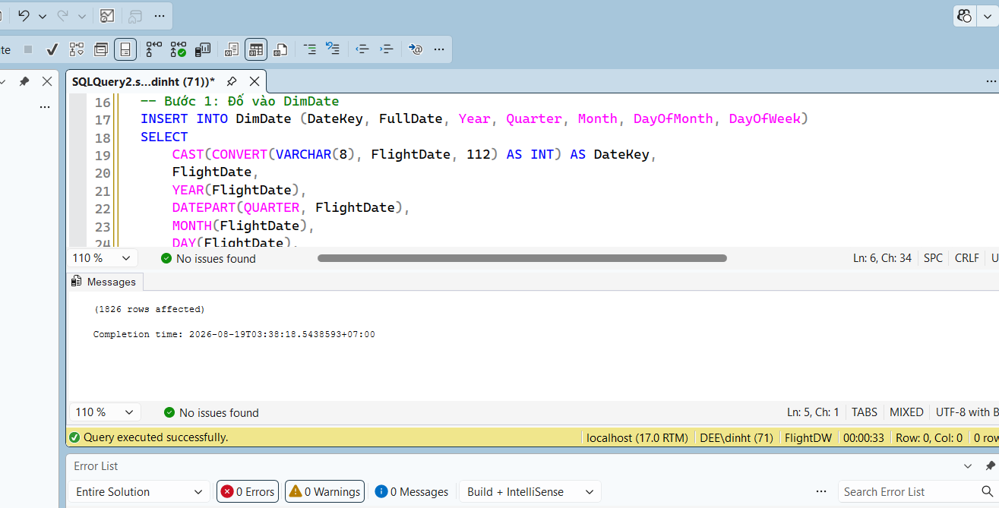 te
SQLQuery2.s...dinht (71))*
16 -- Bước 1: Đổ vào DimDate
17 INSERT INTO DimDate (DateKey, FullDate, Year, Quarter, Month, DayOfMonth, DayOfWeek)
18 SELECT
19 CAST(CONVERT(VARCHAR(8), FlightDate, 112) AS INT) AS DateKey,
20 FlightDate,
21 YEAR(FlightDate),
22 DATEPART(QUARTER, FlightDate),
23 MONTH(FlightDate),
24 DAY(FlightDate),
110 % No issues found Ln: 6, Ch: 34 SPC CRLF U
Messages
(1826 rows affected)
Completion time: 2026-08-19T03:38:18.5438593+07:00
110 % No issues found Ln: 5, Ch: 1 TABS MIXED UTF-8 with B
Query executed successfully. localhost (17.0 RTM) DEE\dinht (71) FlightDW 00:00:33 Row: 0, Col: 0 0 row
Error List
Entire Solution 0 Errors 0 Warnings 0 Messages Build + IntelliSense Search Error List